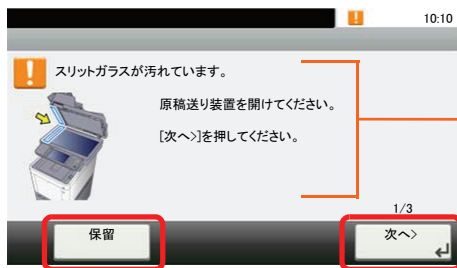 10:10
スリットガラスが汚れています。
原稿送り装置を開けてください。
[次へ>]を押してください。
1/3
保留
次へ>